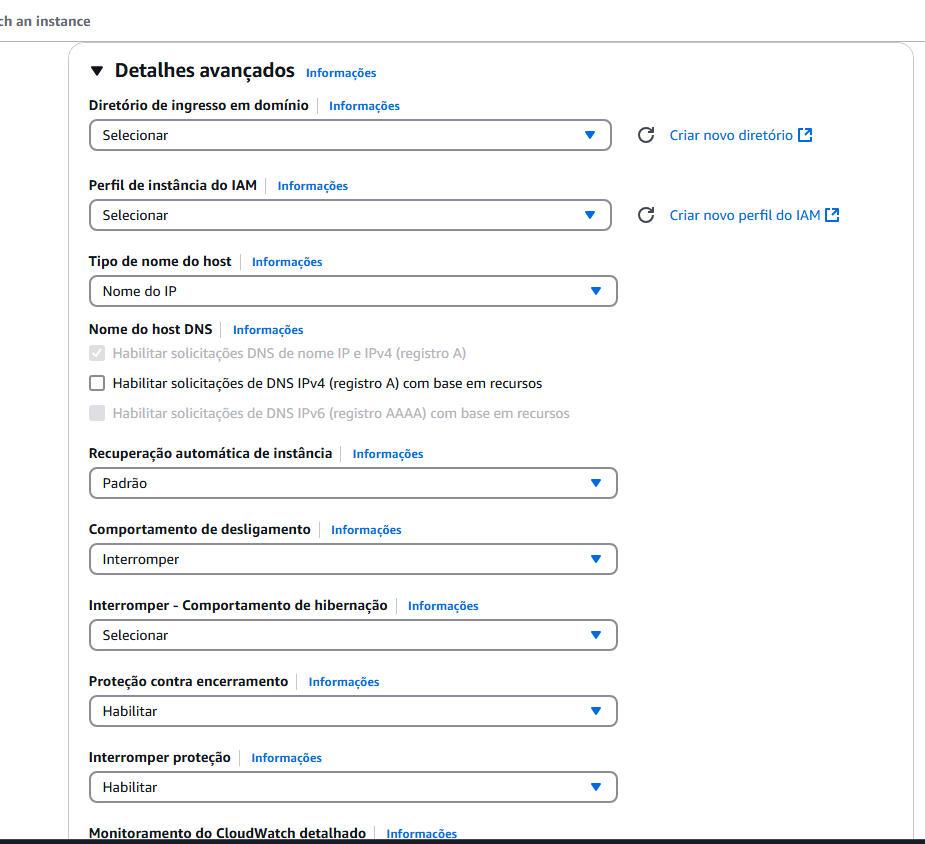 ch an instance
Detalhes avançados Informações
Diretório de ingresso em domínio Informações
Selecionar
Criar novo diretório
Perfil de instância do IAM Informações
Selecionar
Criar novo perfil do IAM
Tipo de nome do host Informações
Nome do IP
Nome do host DNS Informações
Habilitar solicitações DNS de nome IP e IPv4 (registro A)
Habilitar solicitações de DNS IPv4 (registro A) com base em recursos
Habilitar solicitações de DNS IPv6 (registro AAAA) com base em recursos
Recuperação automática de instância Informações
Padrão
Comportamento de desligamento Informações
Interromper
Interromper - Comportamento de hibernação Informações
Selecionar
Proteção contra encerramento Informações
Habilitar
Interromper proteção Informações
Habilitar
Monitoramento do CloudWatch detalhado Informações